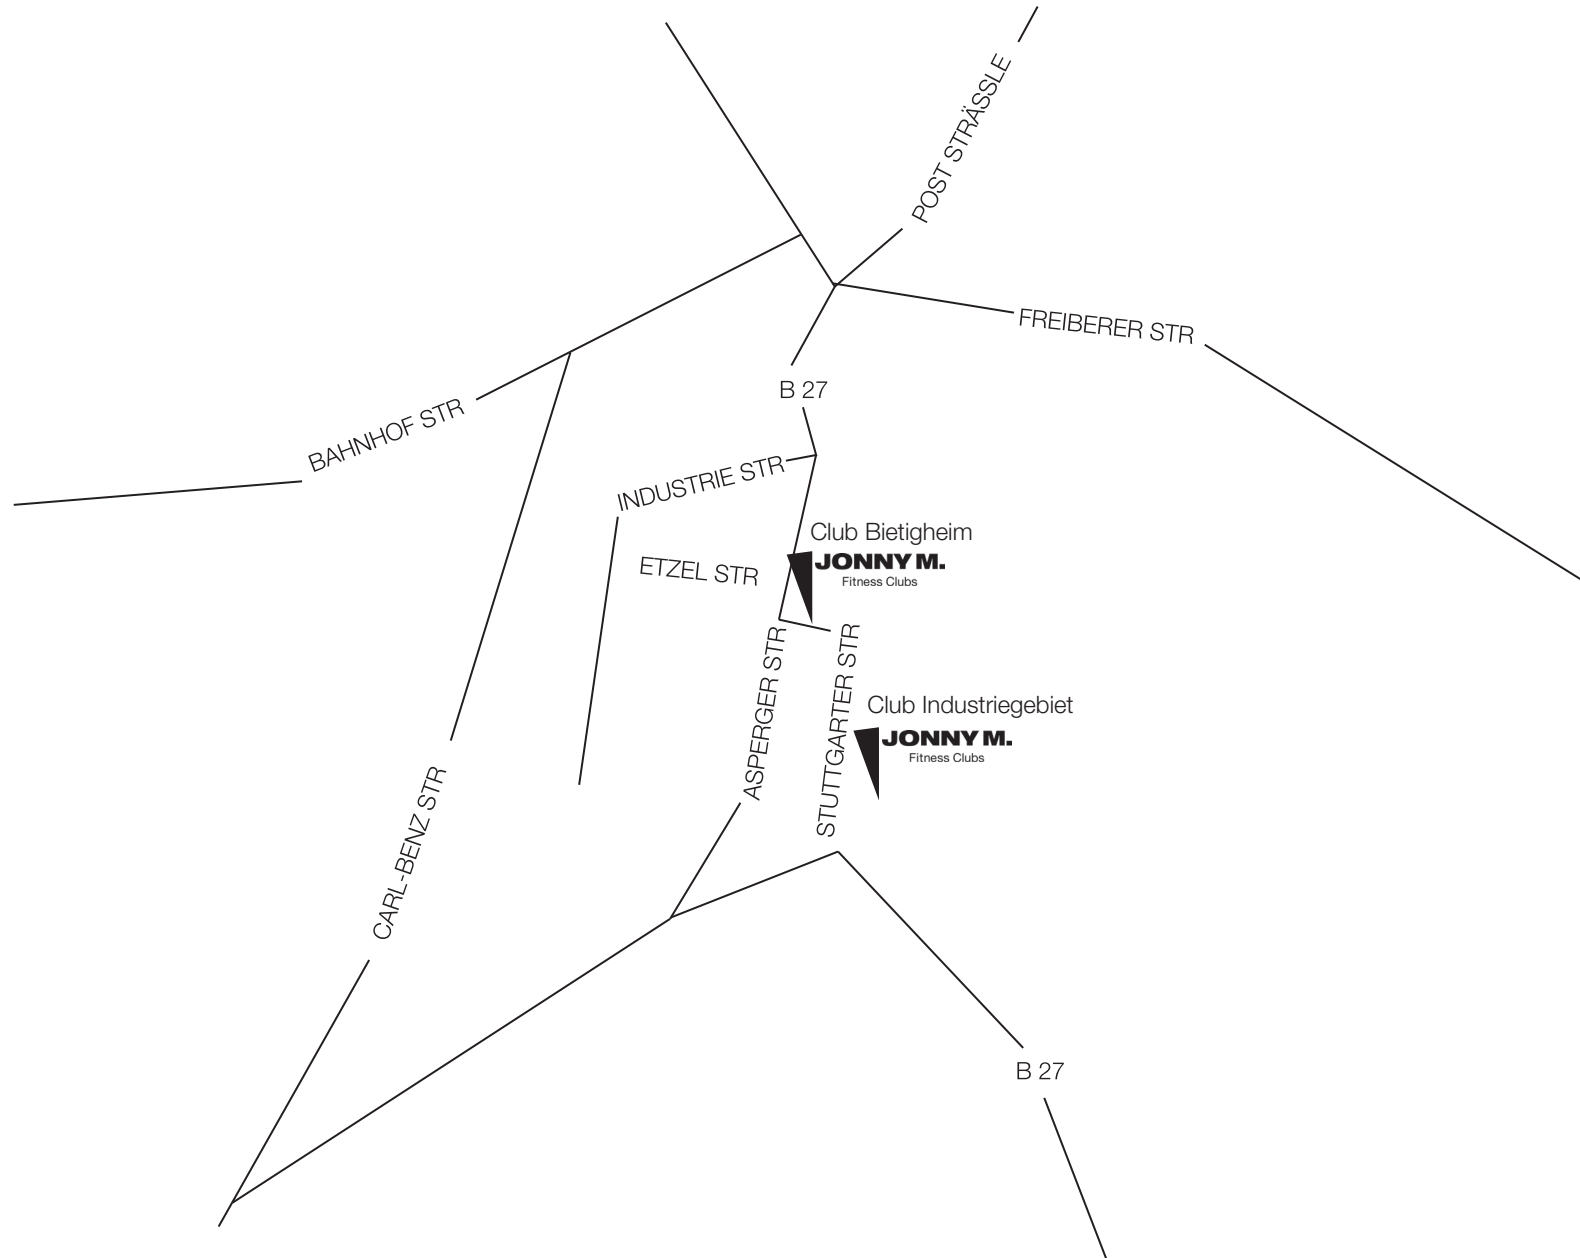 POST STRÄSSLE
FREIBERER STR
B 27
BAHNHOF STR
INDUSTRIE STR
Club Bietigheim
JONNY M.
Fitness Clubs
ETZEL STR
ASPERGER STR
STUTTGARTER STR
Club Industriegebiet
JONNY M.
Fitness Clubs
CARL-BENZ STR
B 27